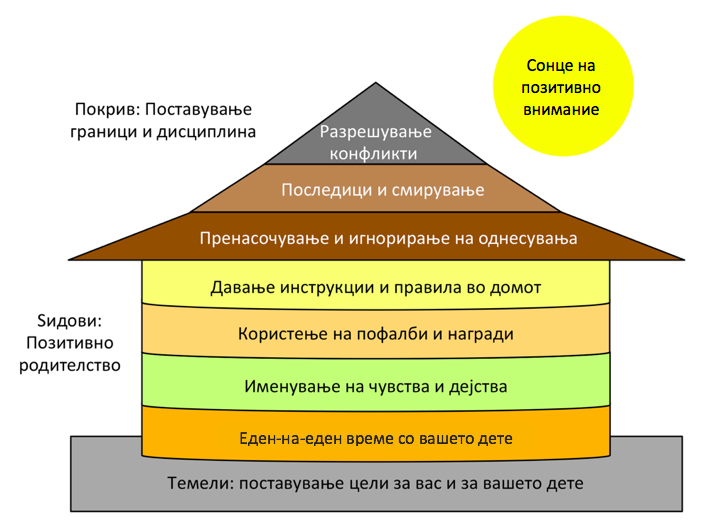 Сонце на
позитивно
внимание
Покрив: Поставување
граници и дисциплина
Разрешување
конфликти
Последици и смирување
Пренасочување и игнорирање на однесувања
Давање инструкции и правила во домот
Користење на пофалби и награди
Ѕидови:
Позитивно
родителство
Именување на чувства и дејства
Еден-на-еден време со вашето дете
Темели: поставување цели за вас и за вашето дете